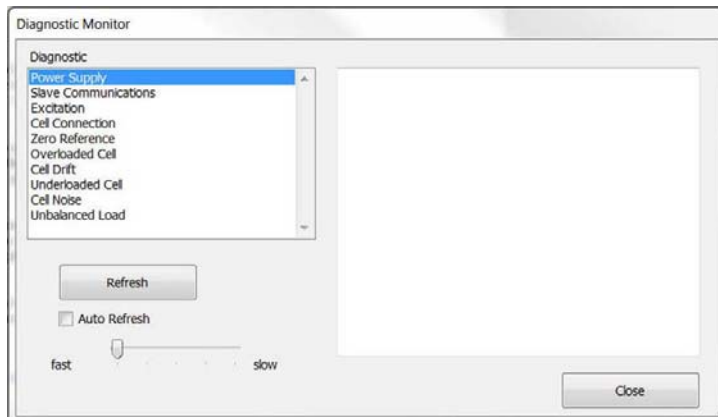 Diagnostic Monitor
Diagnostic
Power Supply
Slave Communications
Excitation
Cell Connection
Zero Reference
Overloaded Cell
Cell Drift
Underloaded Cell
Cell Noise
Unbalanced Load
Refresh
Auto Refresh
fast slow
Close